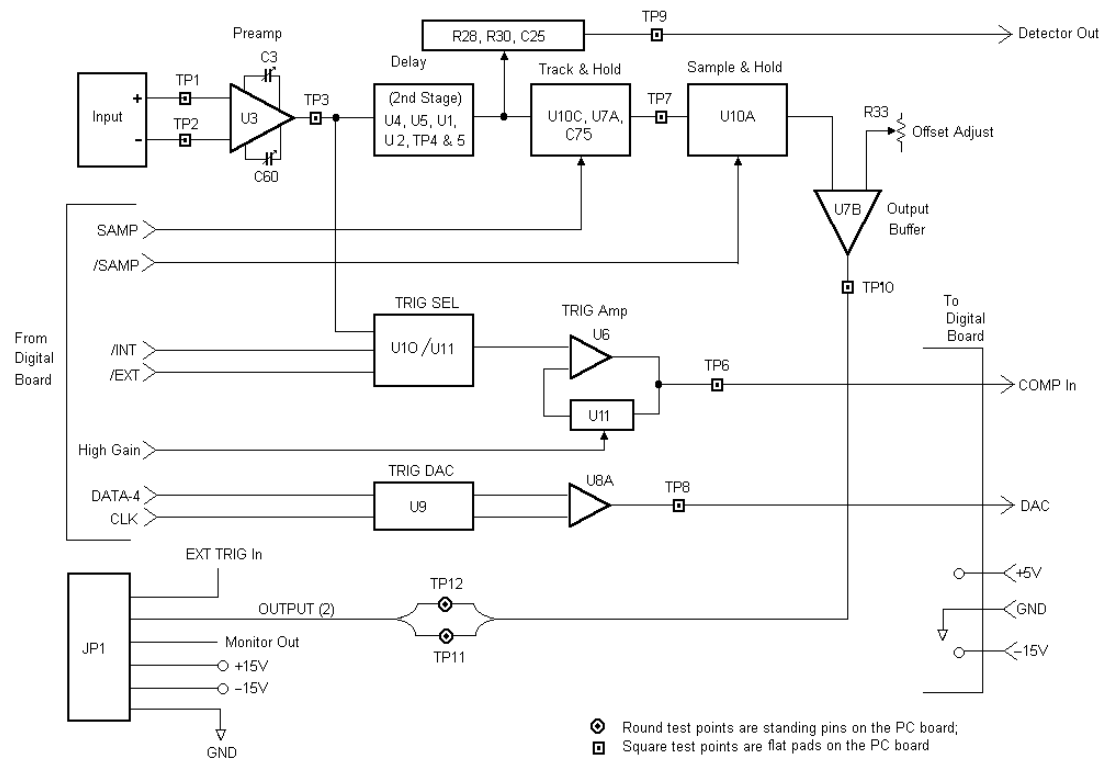 TP9
R28, R30, C25
Detector Out
Preamp
C3
Delay
Track & Hold
Sample & Hold
TP1
TP3
TP7
R33
+
Input
–
TP2
U3
C60
(2nd Stage)
U4, U5, U1,
U2, TP4 & 5
U10C, U7A,
C75
U10A
Offset Adjust
U7B
Output
Buffer
TP10
SAMP
/SAMP
From
Digital
Board
TRIG SEL
U10 /U11
/INT
/EXT
TRIG Amp
U6
U11
TP6
To
Digital
Board
COMP In
High Gain
TRIG DAC
U9
DATA-4
CLK
U8A
TP8
DAC
EXT TRIG In
JP1
OUTPUT (2)
TP12
TP11
Monitor Out
+15V
–15V
GND
+5V
GND
–15V
Round test points are standing pins on the PC board;
Square test points are flat pads on the PC board